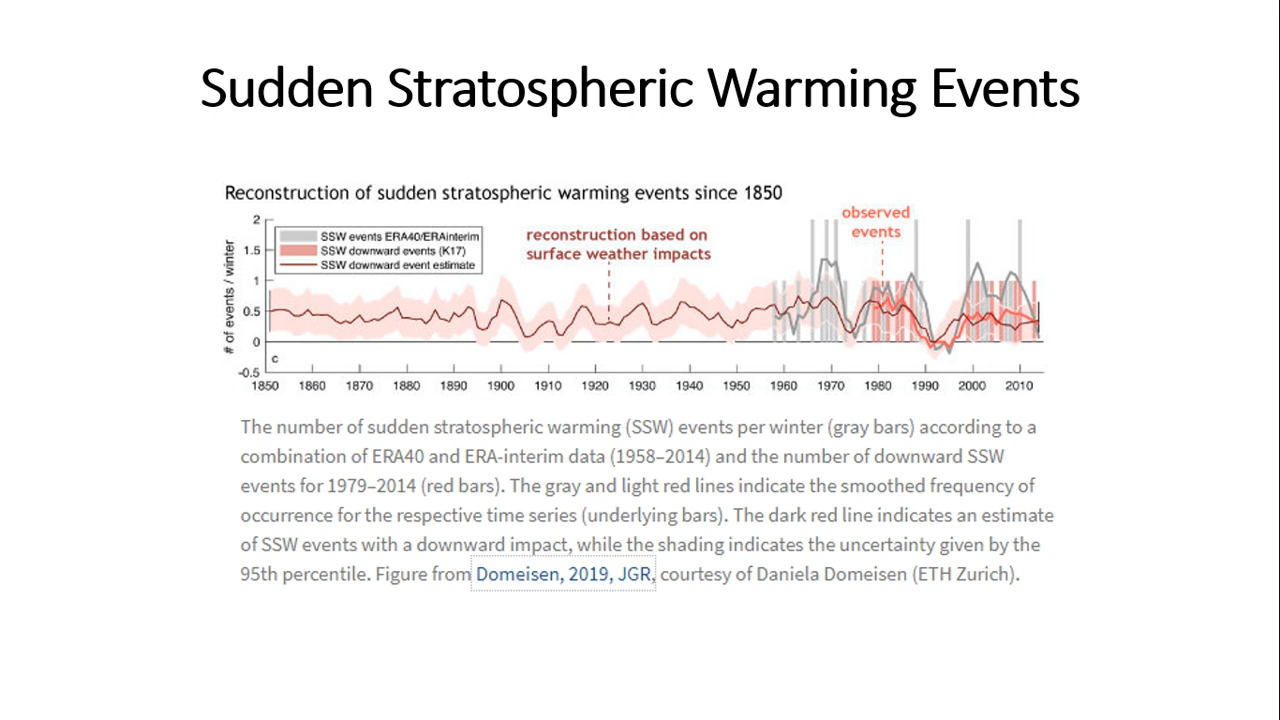 Sudden Stratospheric Warming Events
Reconstruction of sudden stratospheric warming events since 1850
observed
events
reconstruction based on
surface weather impacts
SSW events ERA40/ERAinterim
SSW downward events (K17)
SSW downward event estimate
# of events / winter
2
1.5
1
0.5
0
-0.5
c
1850 1860 1870 1880 1890 1900 1910 1920 1930 1940 1950 1960 1970 1980 1990 2000 2010
The number of sudden stratospheric warming (SSW) events per winter (gray bars) according to a
combination of ERA40 and ERA-interim data (1958–2014) and the number of downward SSW
events for 1979–2014 (red bars). The gray and light red lines indicate the smoothed frequency of
occurrence for the respective time series (underlying bars). The dark red line indicates an estimate
of SSW events with a downward impact, while the shading indicates the uncertainty given by the
95th percentile. Figure from Domeisen, 2019, JGR, courtesy of Daniela Domeisen (ETH Zurich).